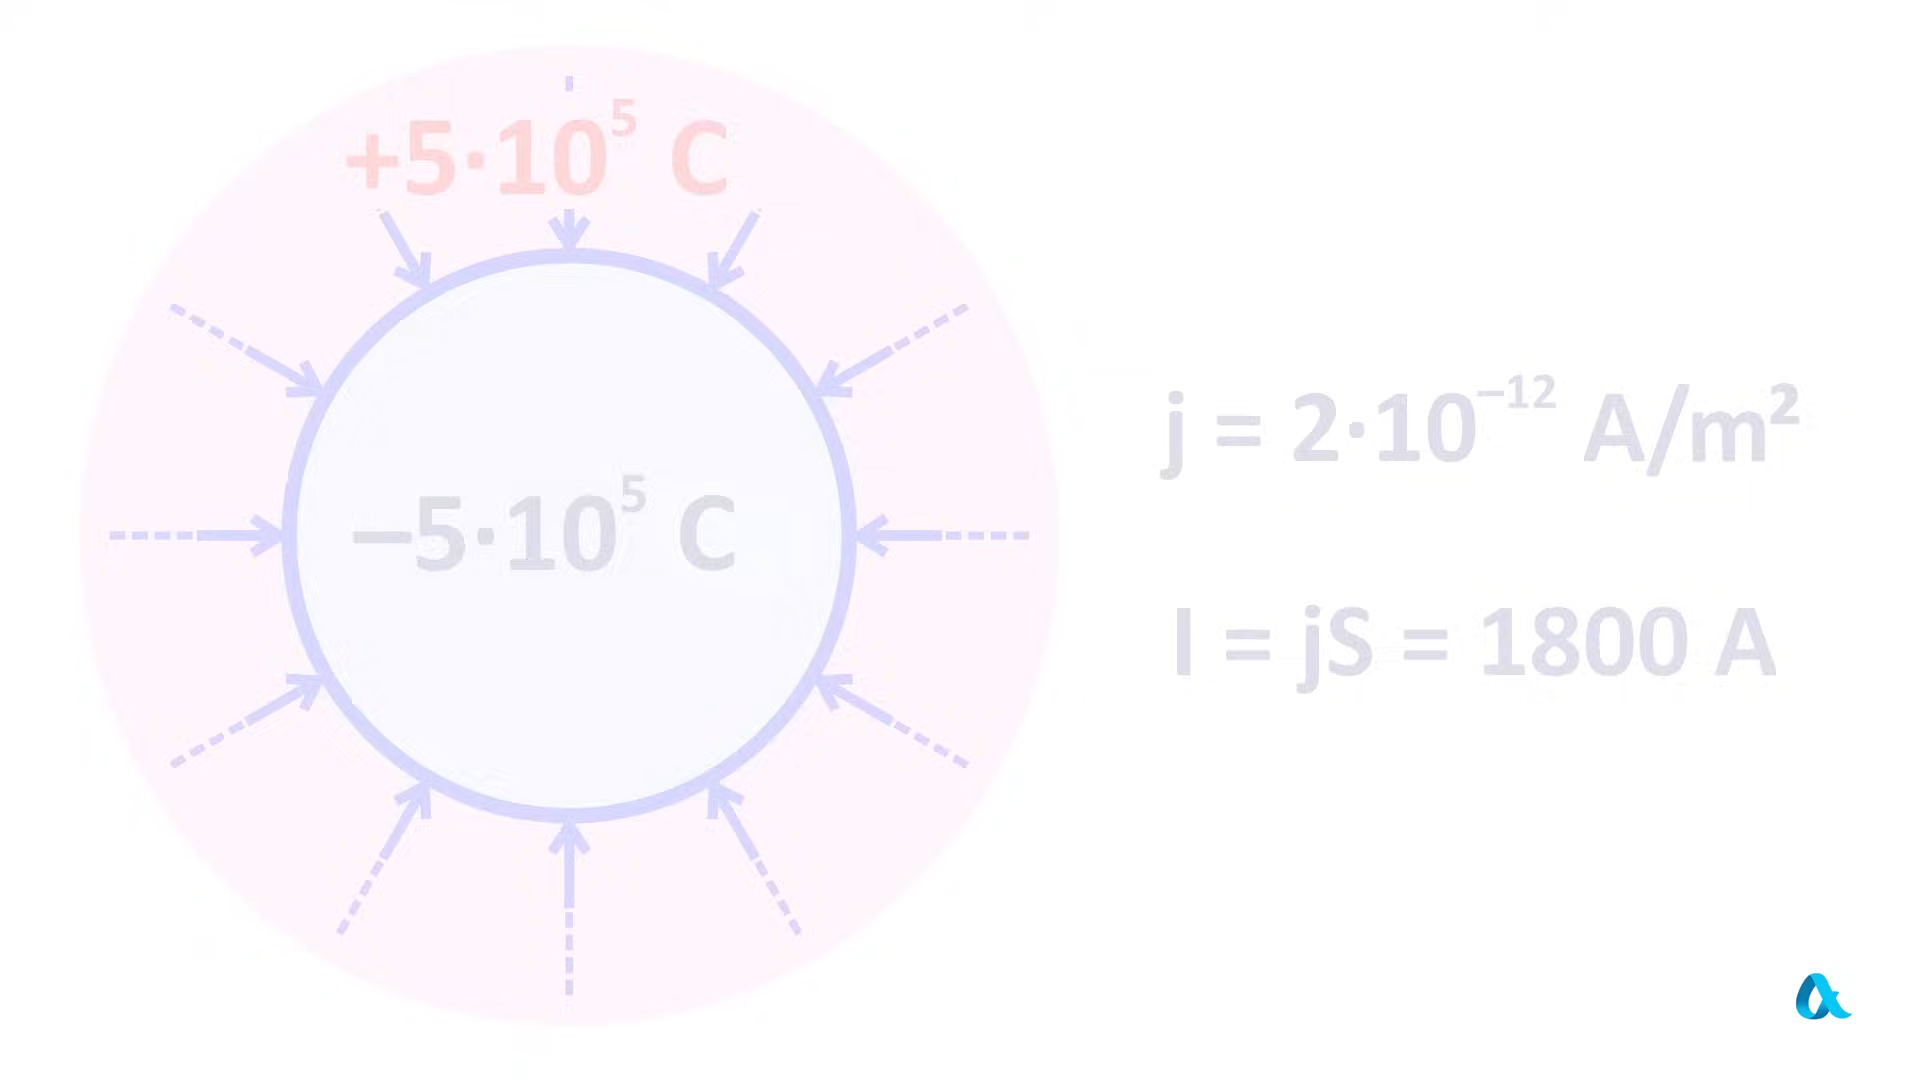 +5·10⁵ C
–5·10⁵ C
j = 2·10⁻¹² A/m²
I = jS = 1800 A